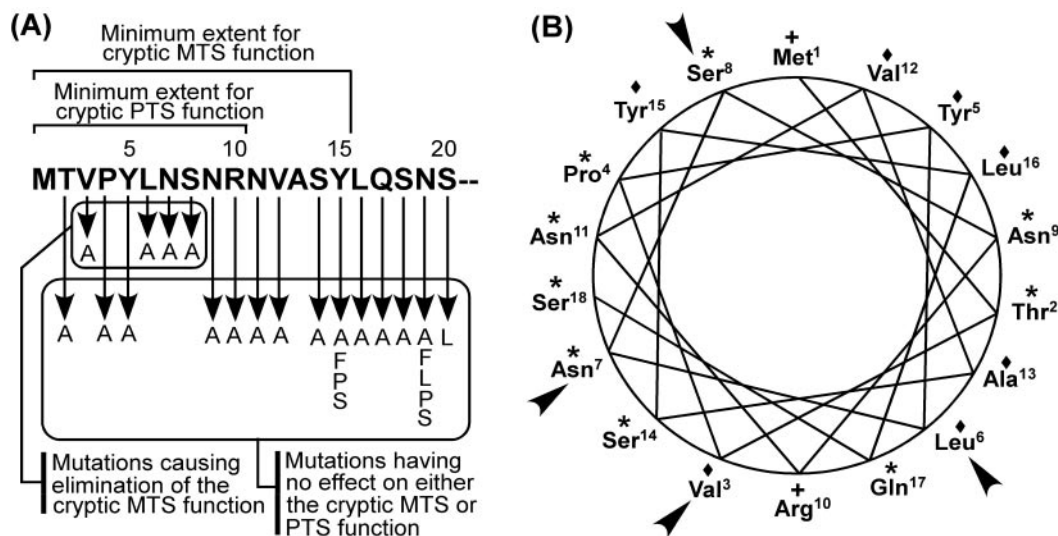 (A)
Minimum extent for
cryptic MTS function
Minimum extent for
cryptic PTS function
5 10 15 20
MTVPYLNSNRNVASYLQSNS--
A A A A
A A A A A A A A A A A A A L
F F
P L
S P
S
Mutations causing
elimination of the
cryptic MTS function
Mutations having
no effect on either
the cryptic MTS or
PTS function
(B)
+
Met¹
♦
Val¹²
♦
Tyr⁵
♦
Leu¹⁶
*
Asn⁹
*
Thr²
♦
Ala¹³
♦
Leu⁶
*
Gln¹⁷
+
Arg¹⁰
♦
Val³
*
Ser¹⁴
*
Asn⁷
*
Ser¹⁸
*
Asn¹¹
*
Pro⁴
♦
Tyr¹⁵
*
Ser⁸